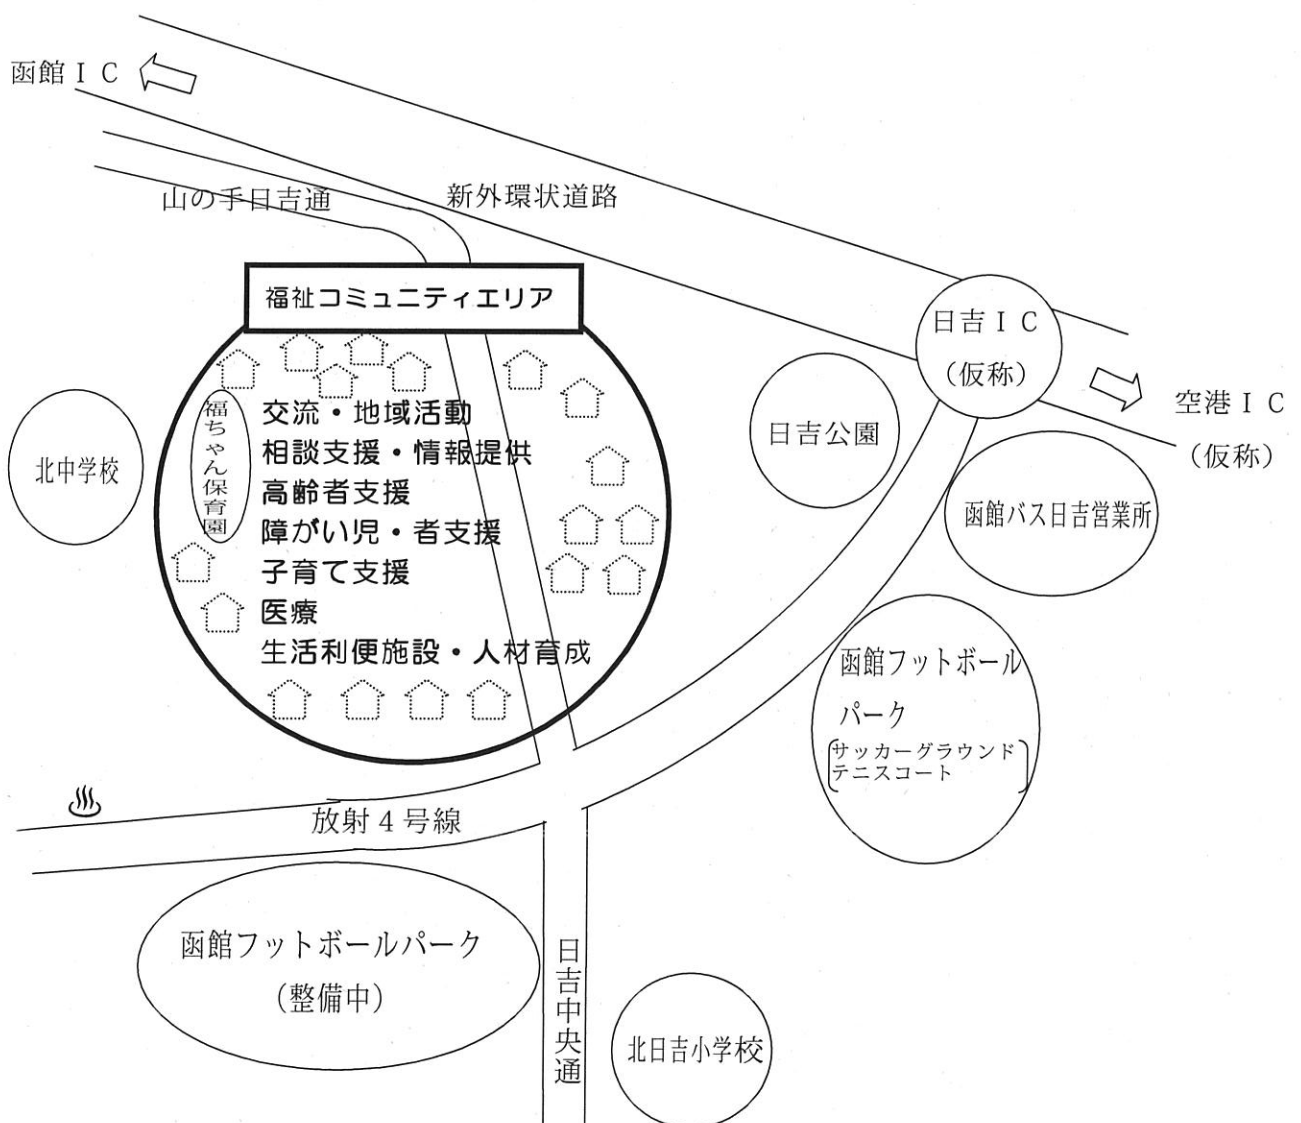 函館ＩＣ
山の手日吉通
新外環状道路
福祉コミュニティエリア
日吉ＩＣ
（仮称）
空港ＩＣ
（仮称）
北中学校
福ちゃん保育園
交流・地域活動
相談支援・情報提供
高齢者支援
障がい児・者支援
子育て支援
医療
生活利便施設・人材育成
日吉公園
函館バス日吉営業所
函館フットボール
パーク
サッカーグラウンド
テニスコート
放射４号線
函館フットボールパーク
（整備中）
日吉中央通
北日吉小学校